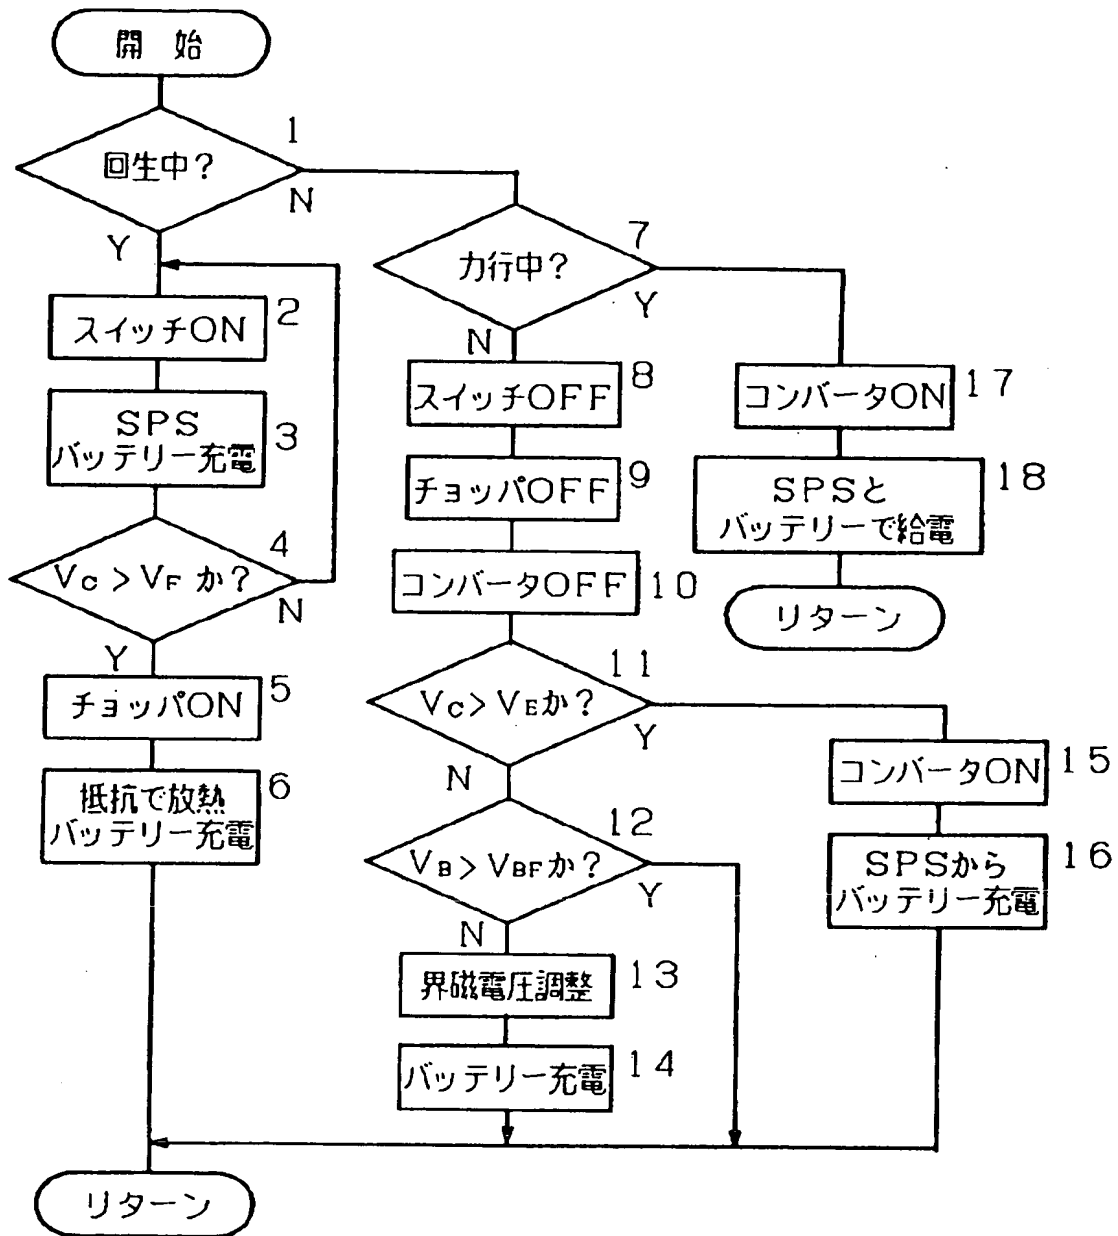 開始
1
回生中?
N
Y
7
力行中?
Y
N
2
スイッチON
3
SPS
バッテリー充電
4
VC>VFか?
N
Y
5
チョッパON
6
抵抗で放熱
バッテリー充電
8
スイッチOFF
9
チョッパOFF
コンバータOFF
10
11
VC>VEか?
Y
N
12
VB>VBFか?
Y
N
13
界磁電圧調整
14
バッテリー充電
17
コンバータON
18
SPSと
バッテリーで給電
リターン
15
コンバータON
16
SPSから
バッテリー充電
リターン